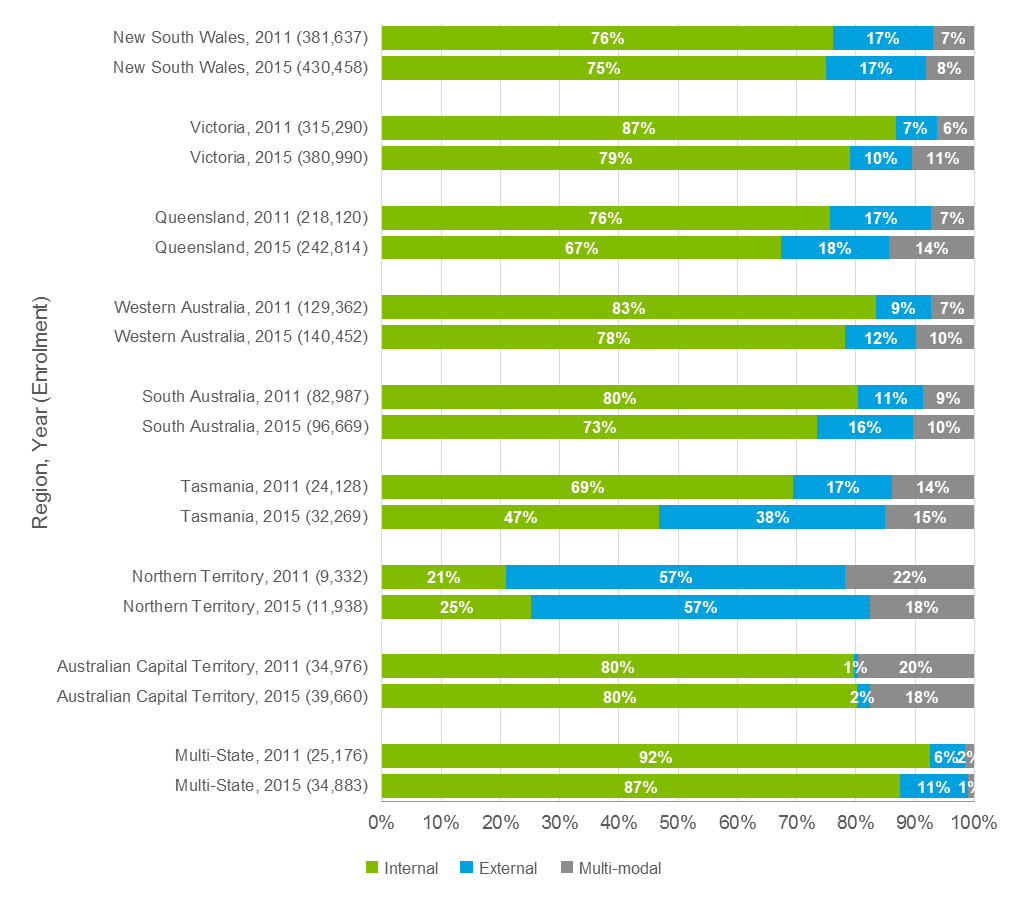 New South Wales, 2011 (381,637) 76% 17% 7%
New South Wales, 2015 (430,458) 75% 17% 8%
Victoria, 2011 (315,290) 87% 7% 6%
Victoria, 2015 (380,990) 79% 10% 11%
Queensland, 2011 (218,120) 76% 17% 7%
Queensland, 2015 (242,814) 67% 18% 14%
Western Australia, 2011 (129,362) 83% 9% 7%
Western Australia, 2015 (140,452) 78% 12% 10%
South Australia, 2011 (82,987) 80% 11% 9%
South Australia, 2015 (96,669) 73% 16% 10%
Tasmania, 2011 (24,128) 69% 17% 14%
Tasmania, 2015 (32,269) 47% 38% 15%
Northern Territory, 2011 (9,332) 21% 57% 22%
Northern Territory, 2015 (11,938) 25% 57% 18%
Australian Capital Territory, 2011 (34,976) 80% 1% 20%
Australian Capital Territory, 2015 (39,660) 80% 2% 18%
Multi-State, 2011 (25,176) 92% 6% 2%
Multi-State, 2015 (34,883) 87% 11% 1%
Region, Year (Enrolment)
0% 10% 20% 30% 40% 50% 60% 70% 80% 90% 100%
Internal External Multi-modal